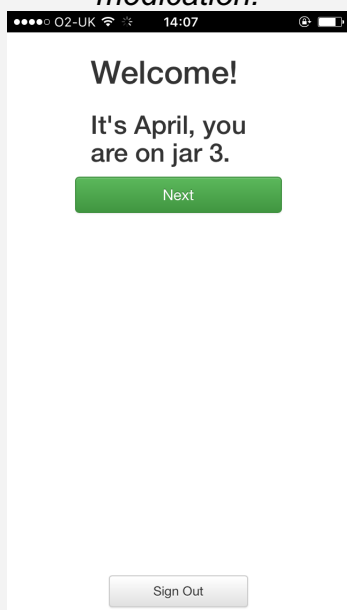 medication.
O2-UK 14:07
Welcome!
It's April, you
are on jar 3.
Next
Sign Out